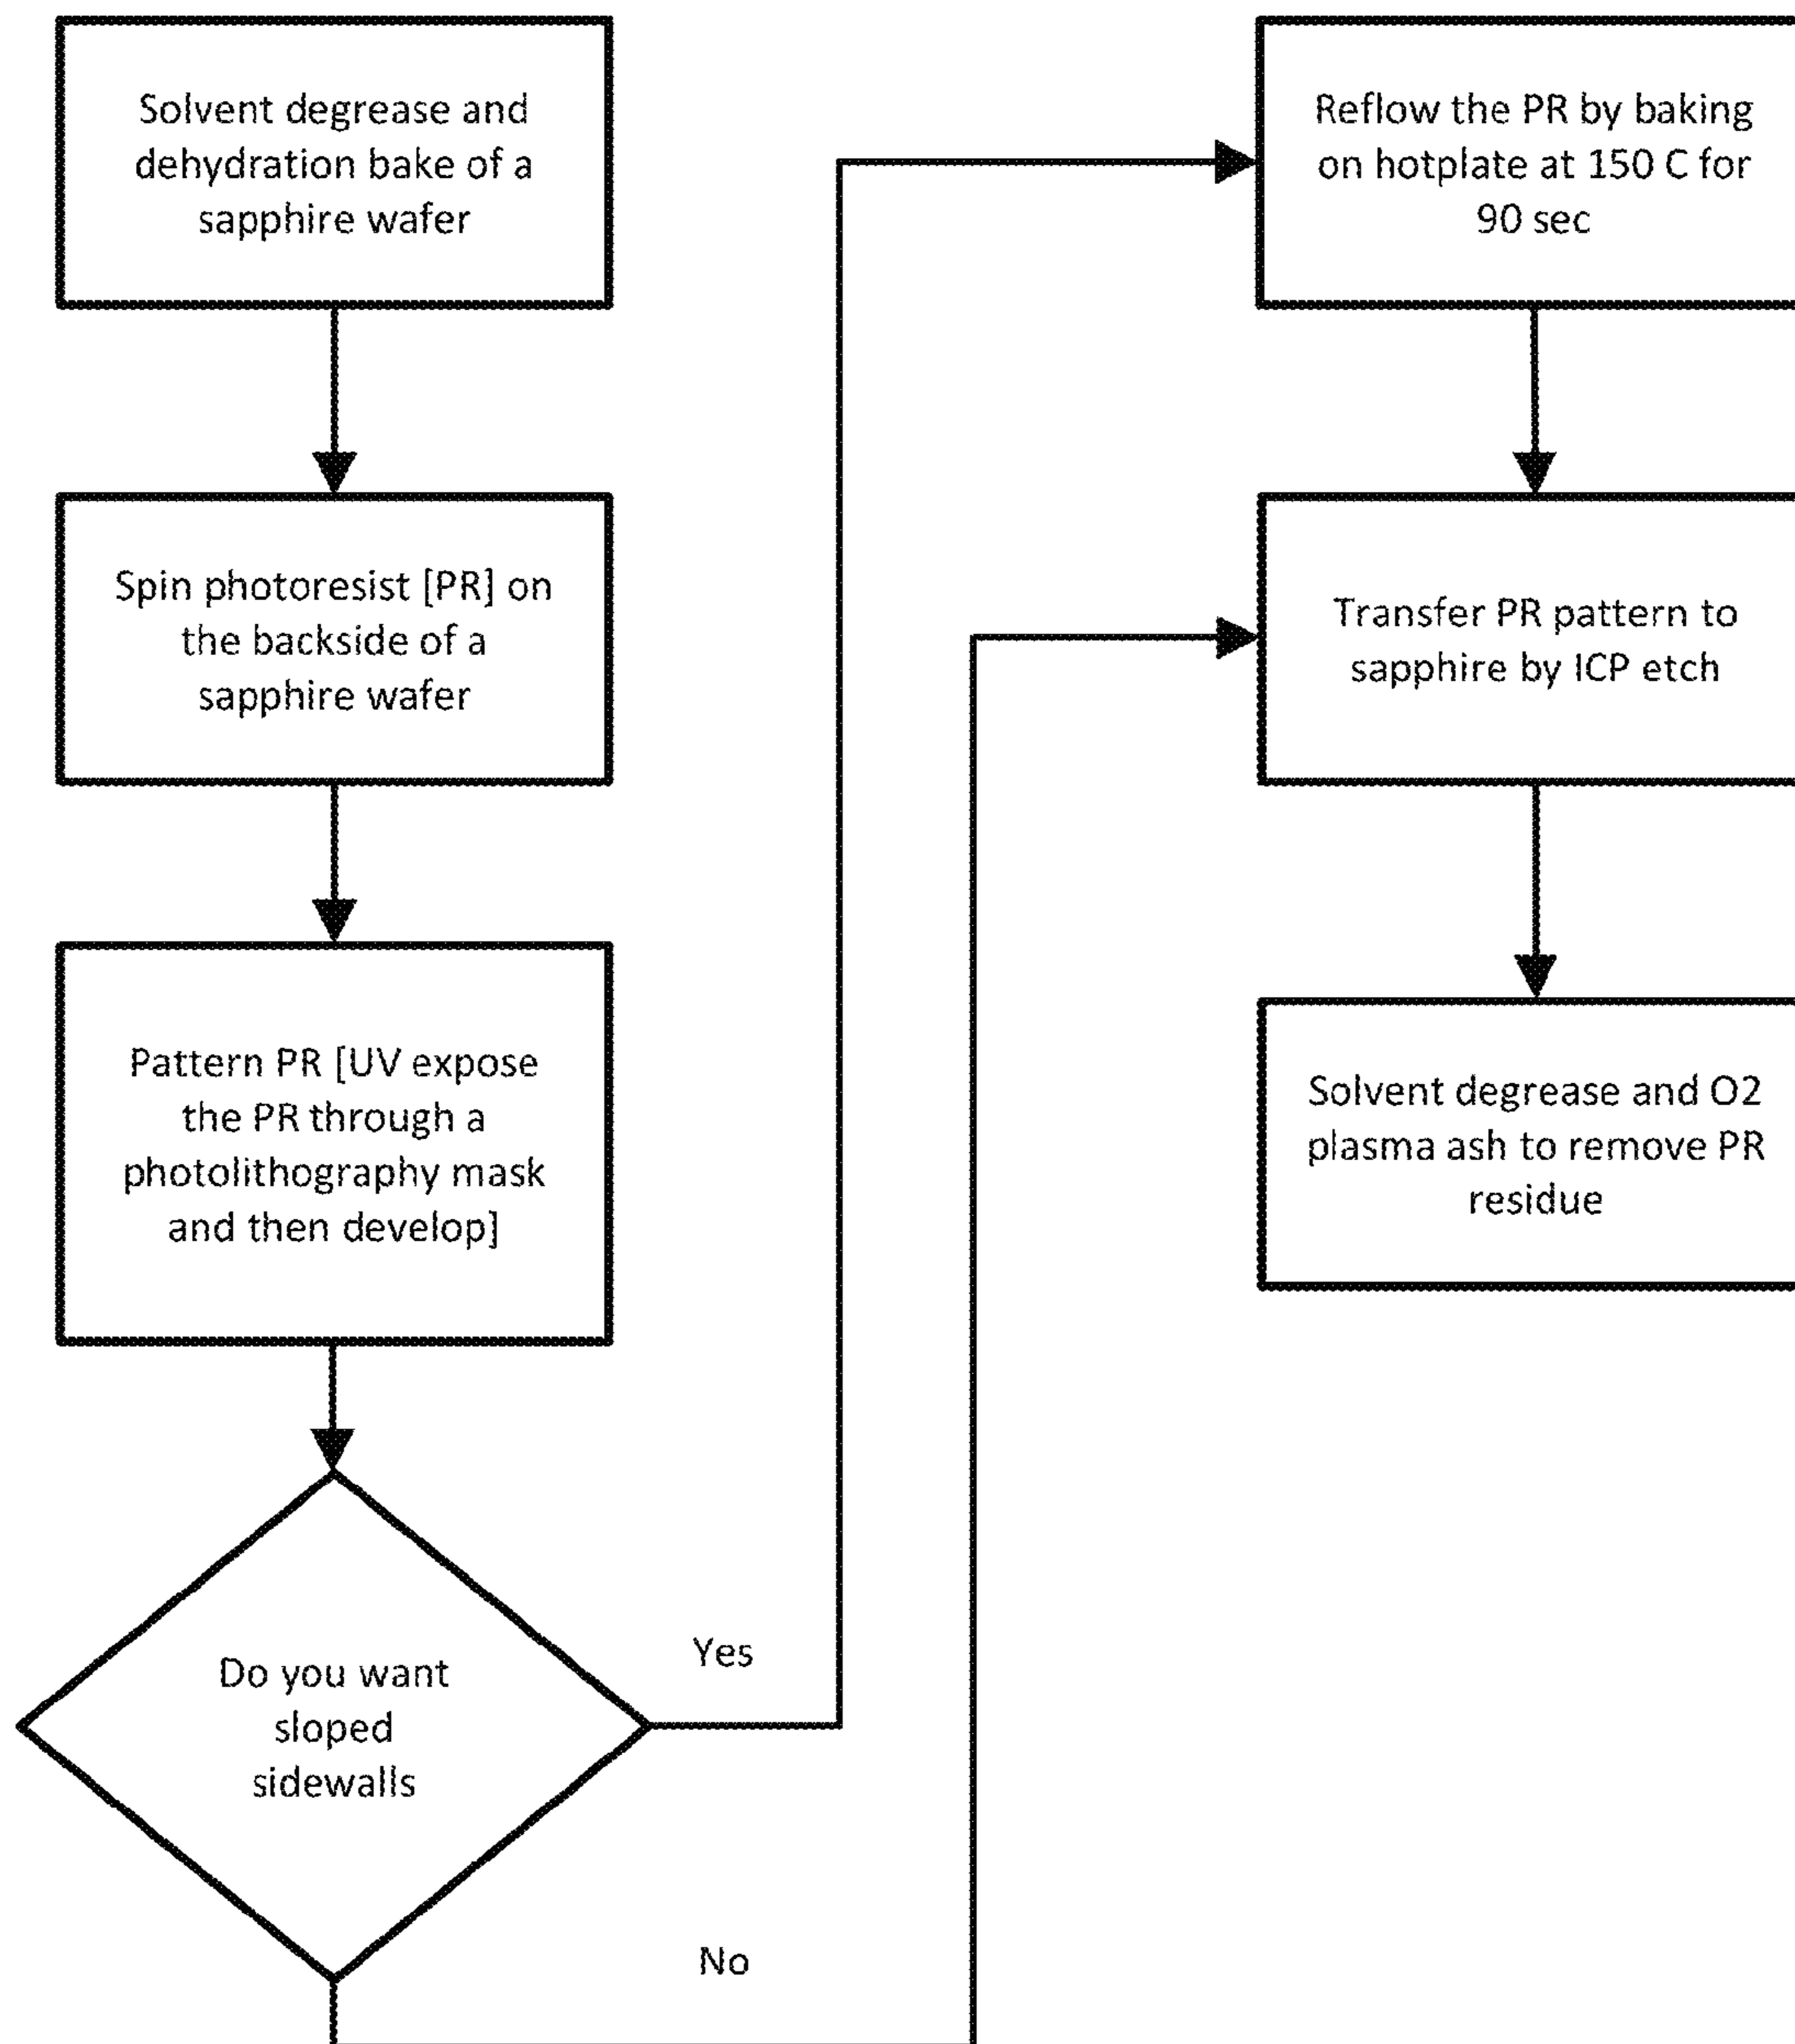 Solvent degrease and
dehydration bake of a
sapphire wafer
Spin photoresist [PR] on
the backside of a
sapphire wafer
Pattern PR [UV expose
the PR through a
photolithography mask
and then develop]
Do you want
sloped
sidewalls
Yes
No
Reflow the PR by baking
on hotplate at 150 C for
90 sec
Transfer PR pattern to
sapphire by ICP etch
Solvent degrease and O2
plasma ash to remove PR
residue